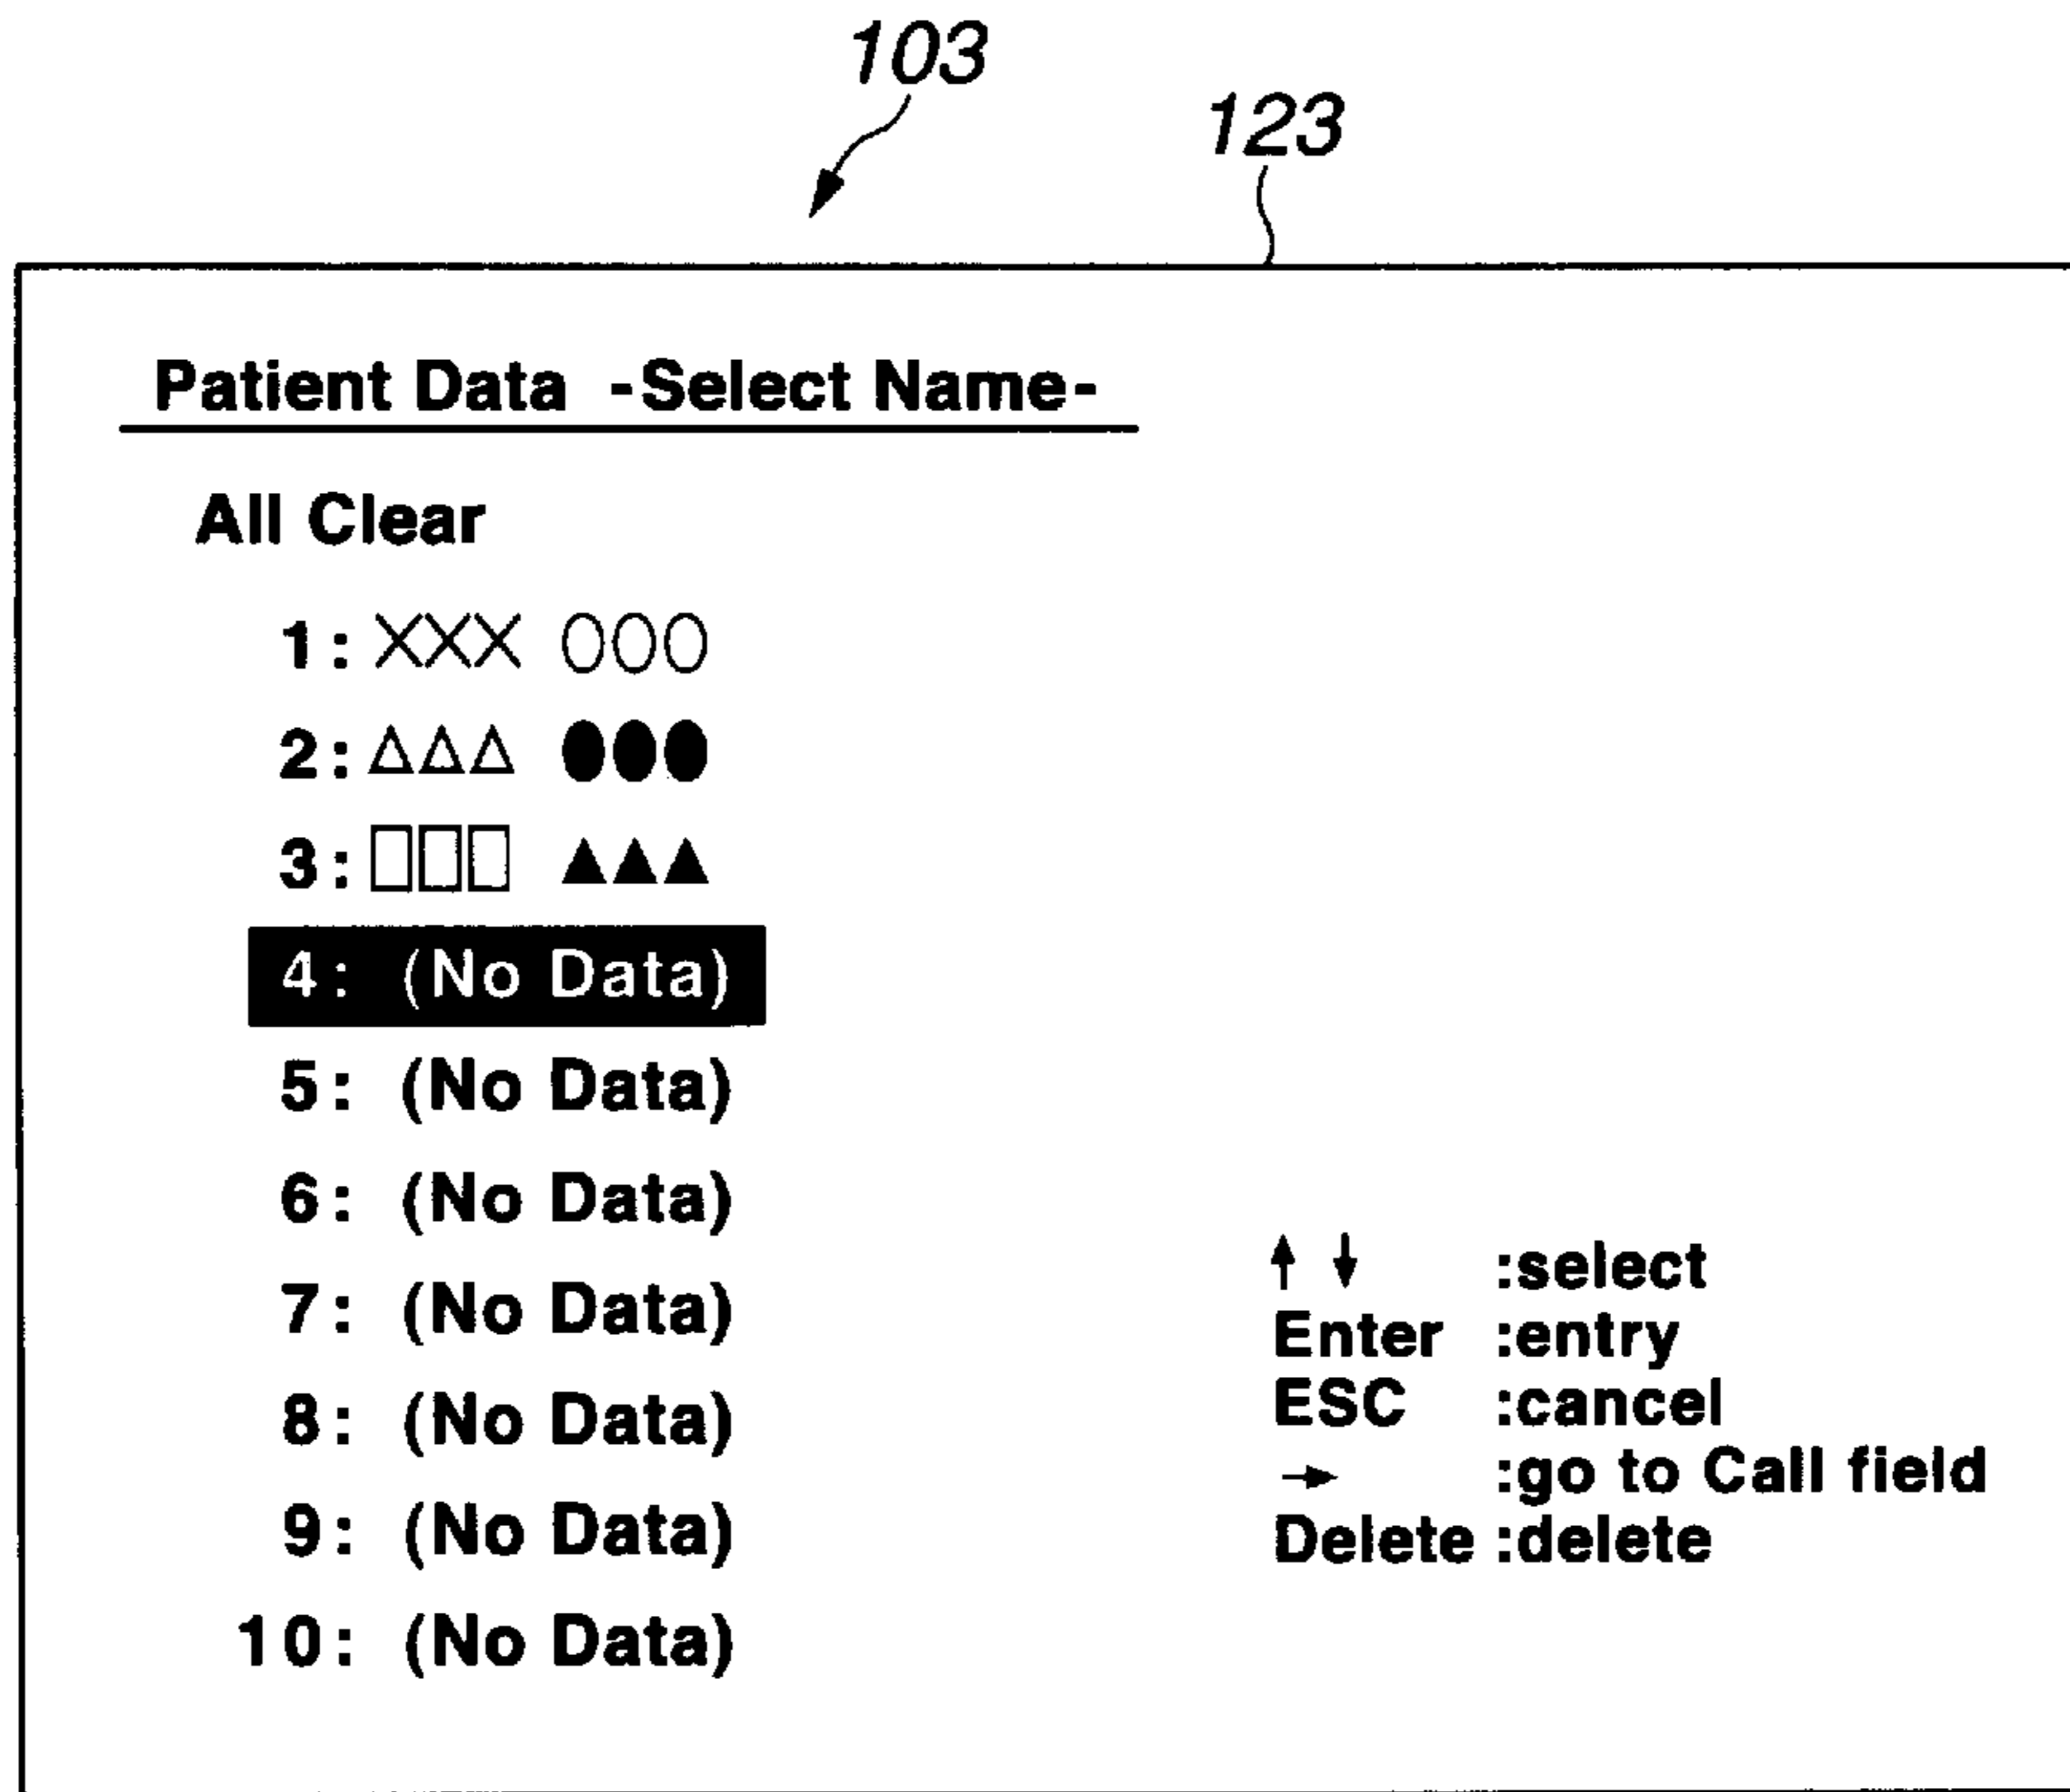 103
123
Patient Data -Select Name-
All Clear
1: ××× ○○○
2: △△△ ●●●
3: □□□ ▲▲▲
4: (No Data)
5: (No Data)
6: (No Data)
7: (No Data)
8: (No Data)
9: (No Data)
10: (No Data)
↑ ↓ :select
Enter :entry
ESC :cancel
→ :go to Call field
Delete :delete